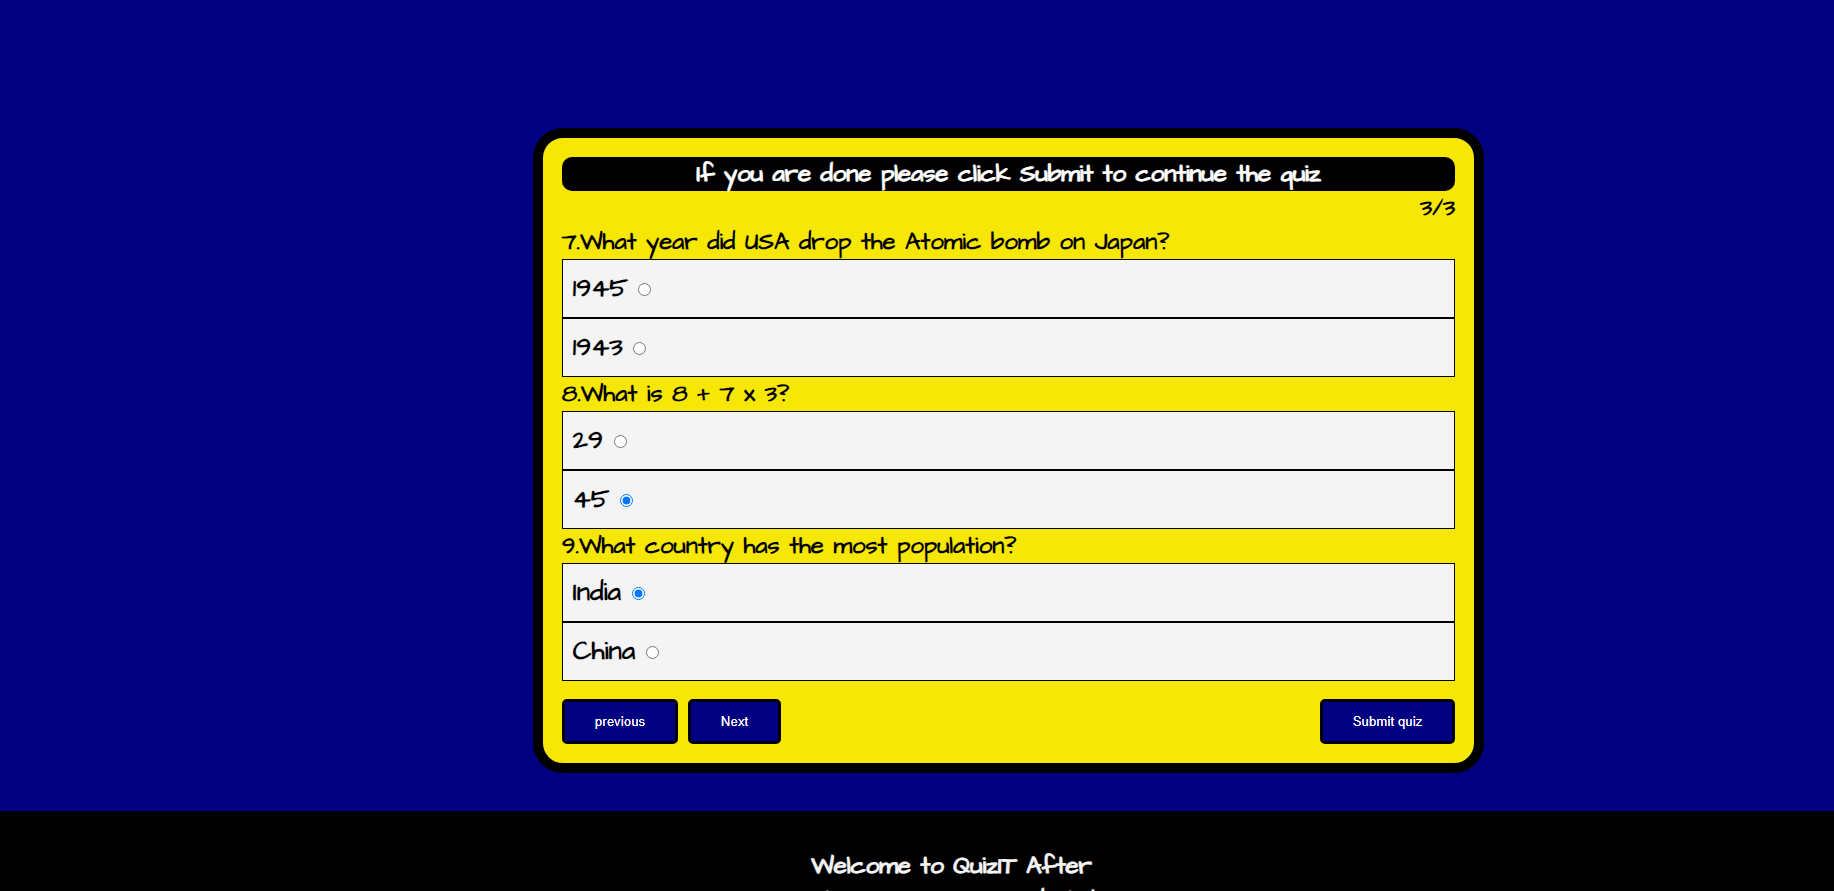 If you are done please click Submit to continue the quiz
3/3
7.What year did USA drop the Atomic bomb on Japan?
1945
1943
8.What is 8 + 7 x 3?
29
45
9.What country has the most population?
India
China
previous
Next
Submit quiz
Welcome to QuizIT After